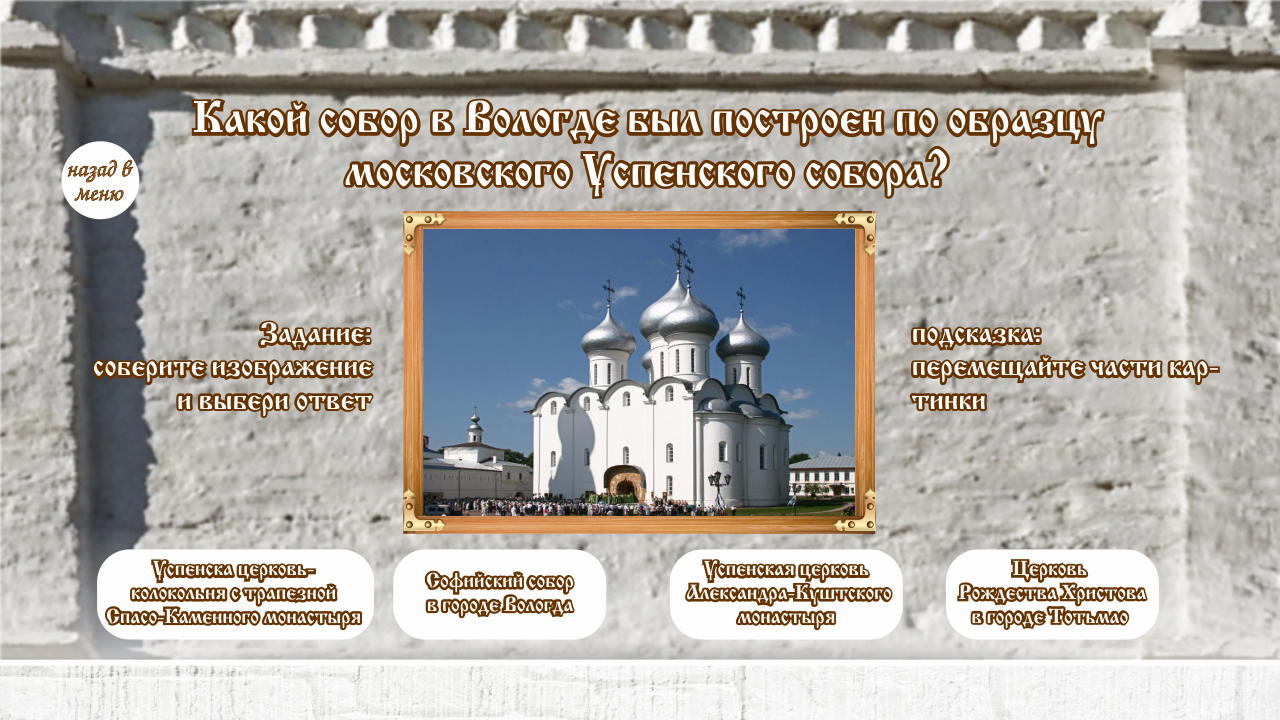 Какой собор в Вологде был построен по образцу
московского Успенского собора?
назад в
меню
Задание:
соберите изображение
и выбери ответ
подсказка:
перемещайте части кар-
тинки
Успенска церковь-
колокольня с трапезной
Спасо-Каменного монастыря
Софийский собор
в городе Вологда
Успенская церковь
Александра-Куштского
монастыря
Церковь
Рождества Христова
в городе Тотьмао